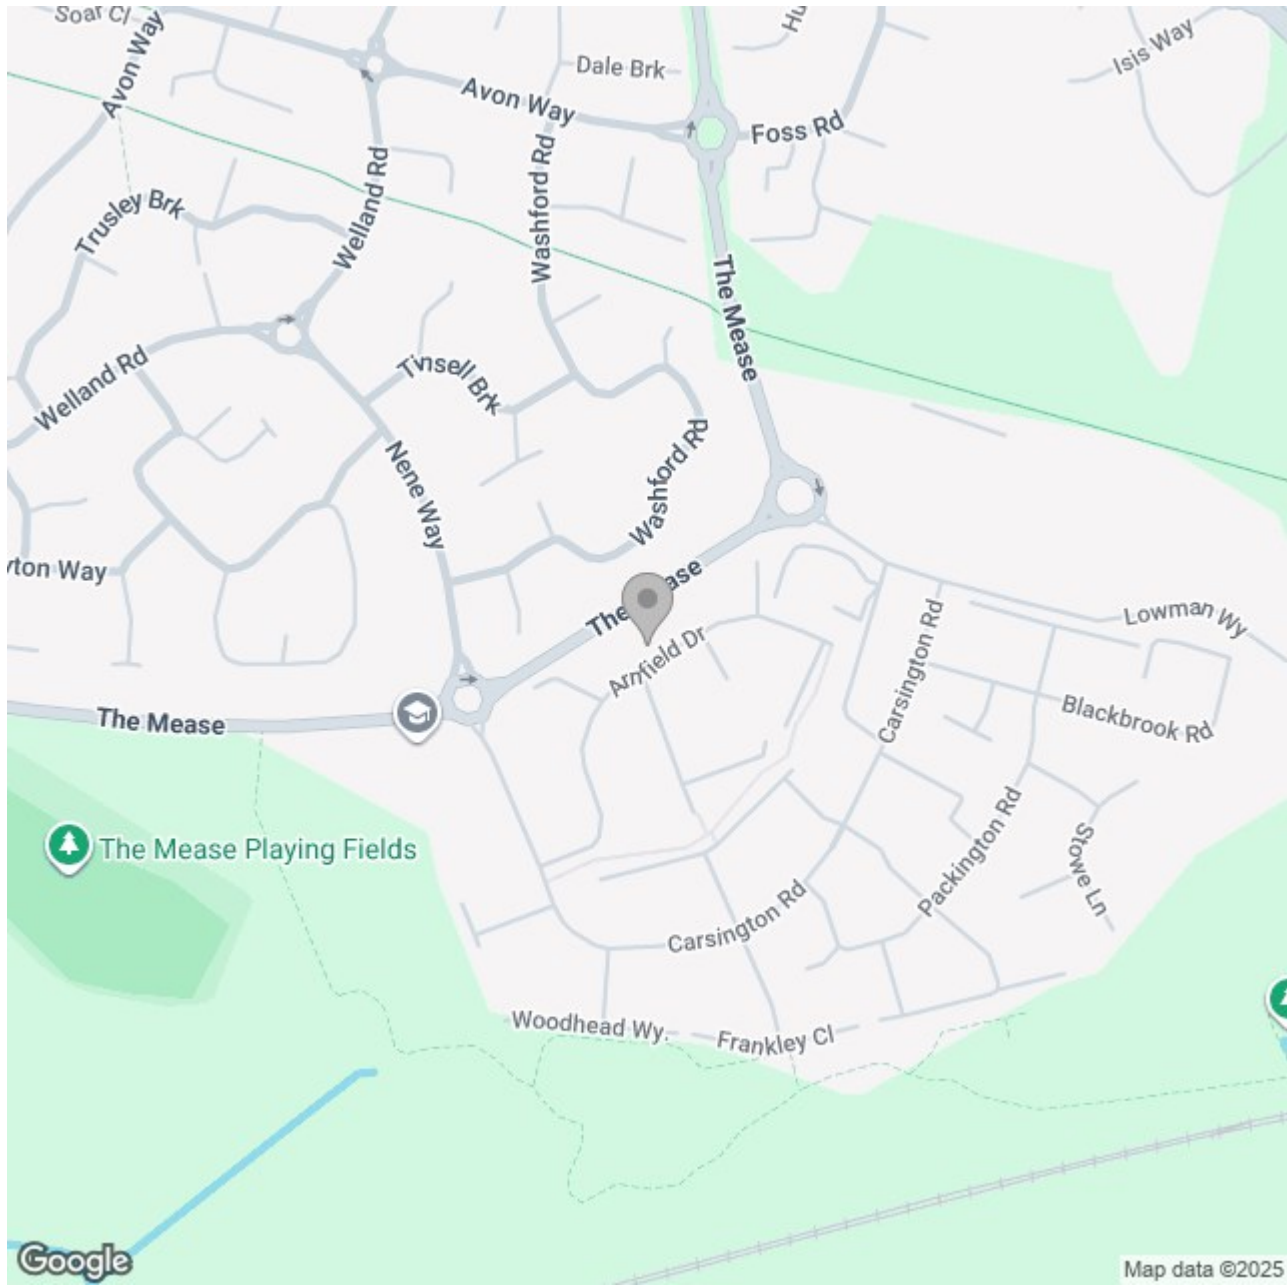 Soar Cl
Avon Way
Hu
Isis Way
Dale Brk
Avon Way
Foss Rd
Welland Rd
Washford Rd
Trusley Brk
The Mease
Tinsell Brk
Welland Rd
Nene Way
Washford Rd
yton Way
The Mease
Lowman Wy
Arnfield Dr
Carsington Rd
Blackbrook Rd
The Mease
Packington Rd
Stowe Ln
The Mease Playing Fields
Carsington Rd
Woodhead Wy.
Frankley Cl
Google
Map data ©2025